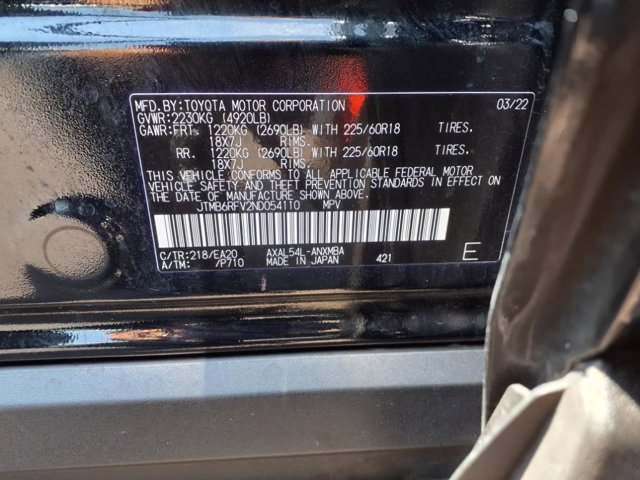 MFD.BY:TOYOTA MOTOR CORPORATION 03/22
GVWR:2230KG (4920LB)
GAWR:FRT. 1220KG (2690LB) WITH 225/60R18 TIRES.
18X7J RIMS.
RR. 1220KG (2690LB) WITH 225/60R18 TIRES.
18X7J RIMS.
THIS VEHICLE CONFORMS TO ALL APPLICABLE FEDERAL MOTOR
VEHICLE SAFETY AND THEFT PREVENTION STANDARDS IN EFFECT
ON THE DATE OF MANUFACTURE SHOWN ABOVE.
JTMB6RFV2ND054110 MPV
C/TR:218/EA20 AXAL54L-ANXMBA
A/TM: /P710 MADE IN JAPAN 421 E